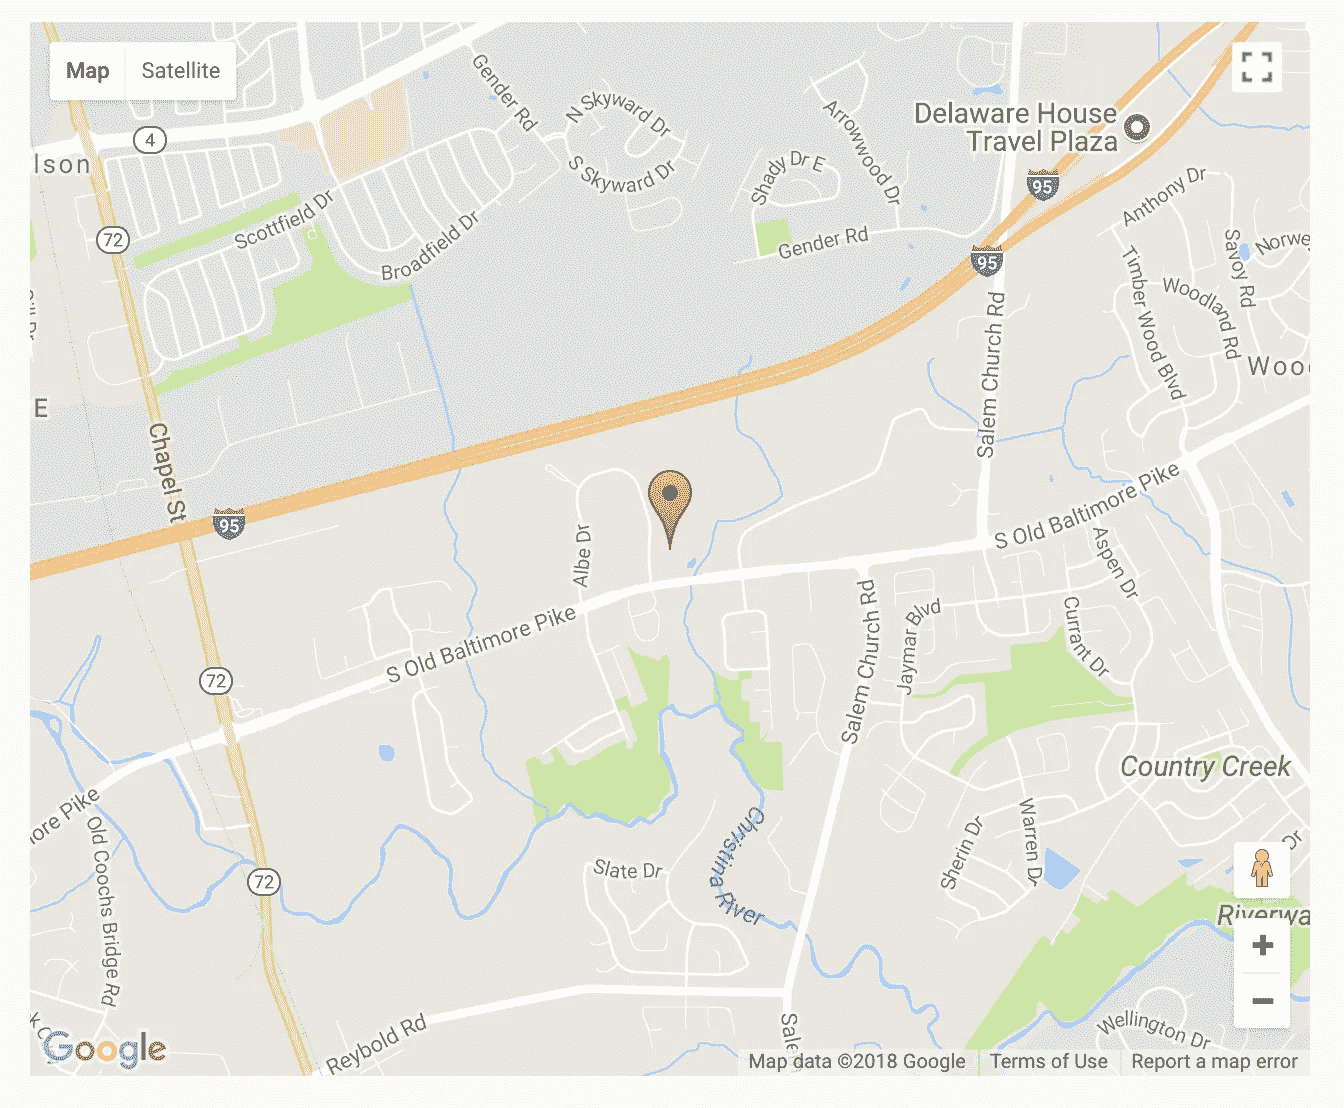 Map
Satellite
Gender Rd
N Skyward Dr
S Skyward Dr
Arrowwood Dr
Delaware House
Travel Plaza
4
lson
Shady Dr E
95
Anthony Dr
72
Scottfield Dr
Broadfield Dr
Gender Rd
95
Savoy Rd
Norwe
Timber Wood Blvd
Woodland Rd
Salem Church Rd
Woo
E
Chapel St
95
S Old Baltimore Pike
Albe Dr
Aspen Dr
S Old Baltimore Pike
Salem Church Rd
Jaymar Blvd
Currant Dr
72
Country Creek
ore Pike
Old Coochs Bridge Rd
Christina River
Sherin Dr
Warren Dr
Dr
72
Slate Dr
Riverwa
Reybold Rd
Sale
Wellington Dr
Google
Map data ©2018 Google
Terms of Use
Report a map error